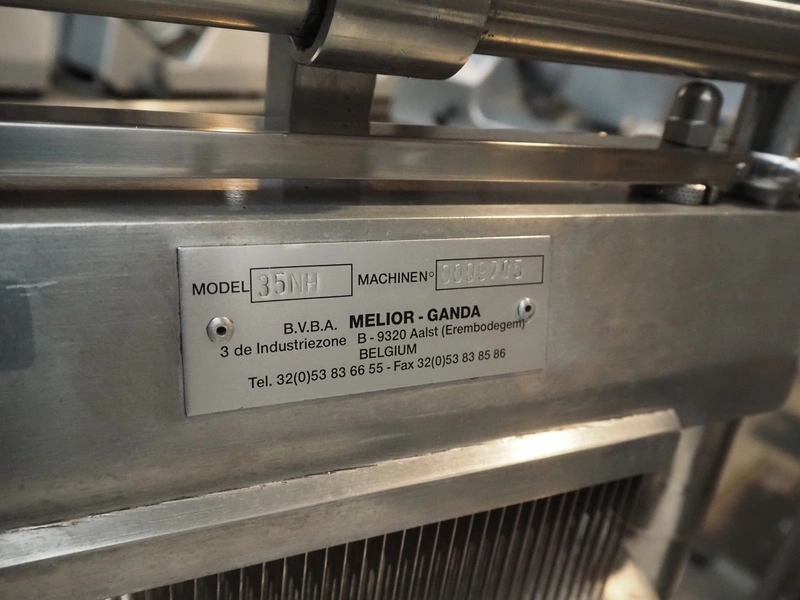 MODEL 35NH MACHINEN°
B.V.B.A. MELIOR - GANDA
3 de Industriezone B - 9320 Aalst (Erembodegem)
BELGIUM
Tel. 32(0)53 83 66 55 - Fax 32(0)53 83 85 86